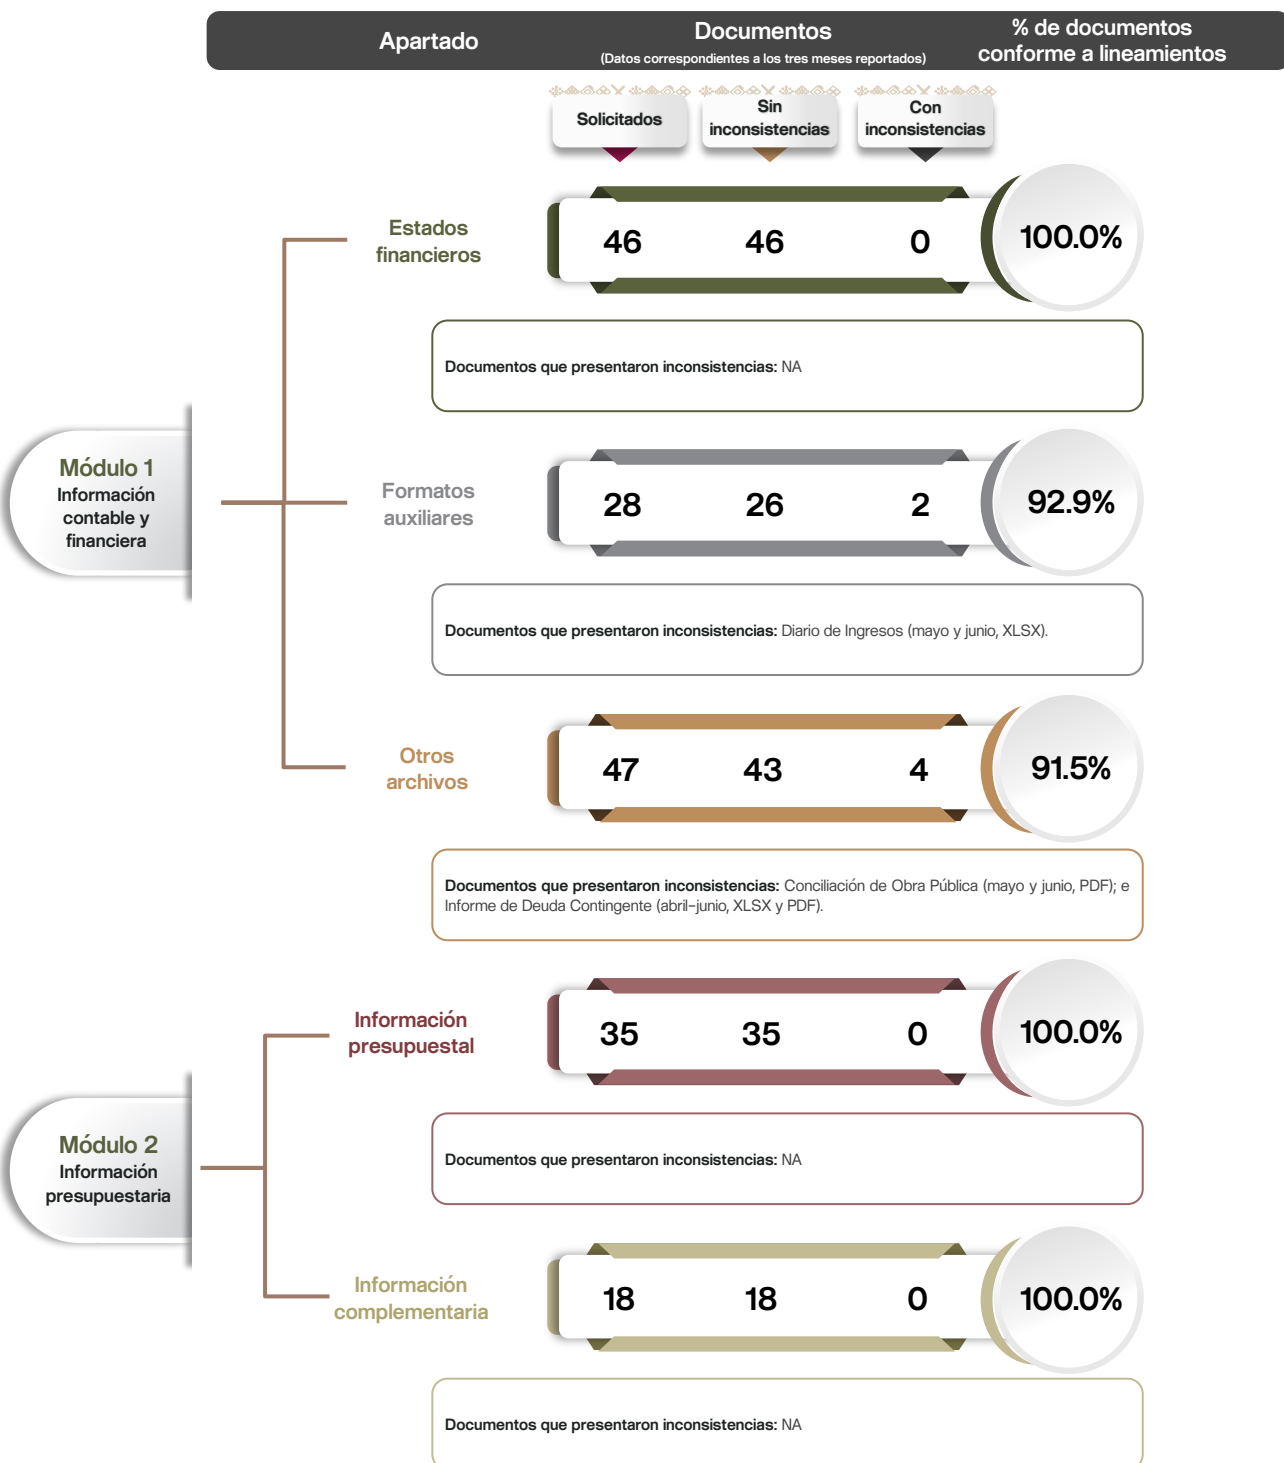 Apartado
Documentos
(Datos correspondientes a los tres meses reportados)
% de documentos
conforme a lineamientos
Solicitados
Sin
inconsistencias
Con
inconsistencias
Módulo 1
Información
contable y
financiera
Estados
financieros
46 46 0 100.0%
Documentos que presentaron inconsistencias: NA
Formatos
auxiliares
28 26 2 92.9%
Documentos que presentaron inconsistencias: Diario de Ingresos (mayo y junio, XLSX).
Otros
archivos
47 43 4 91.5%
Documentos que presentaron inconsistencias: Conciliación de Obra Pública (mayo y junio, PDF); e
Informe de Deuda Contingente (abril–junio, XLSX y PDF).
Módulo 2
Información
presupuestaria
Información
presupuestal
35 35 0 100.0%
Documentos que presentaron inconsistencias: NA
Información
complementaria
18 18 0 100.0%
Documentos que presentaron inconsistencias: NA